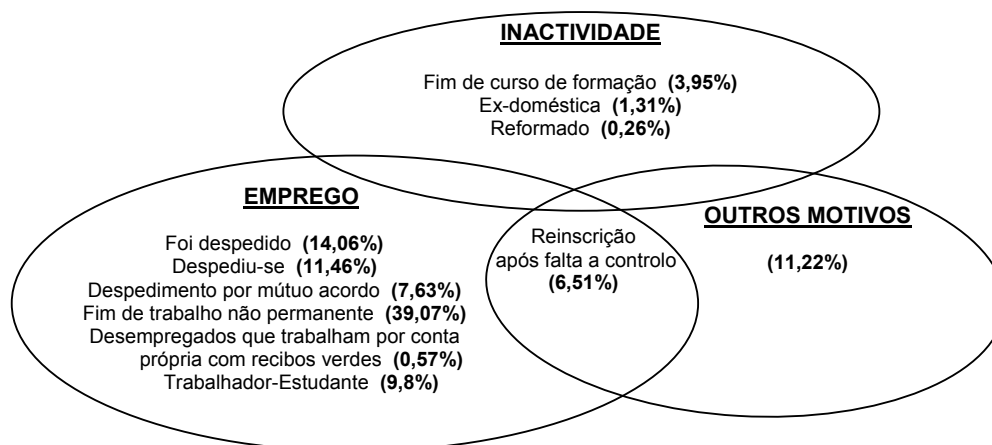 INACTIVIDADE
Fim de curso de formação (3,95%)
Ex-doméstica (1,31%)
Reformado (0,26%)
EMPREGO
Foi despedido (14,06%)
Despediu-se (11,46%)
Despedimento por mútuo acordo (7,63%)
Fim de trabalho não permanente (39,07%)
Desempregados que trabalham por conta
própria com recibos verdes (0,57%)
Trabalhador-Estudante (9,8%)
Reinscrição
após falta a controlo
(6,51%)
OUTROS MOTIVOS
(11,22%)